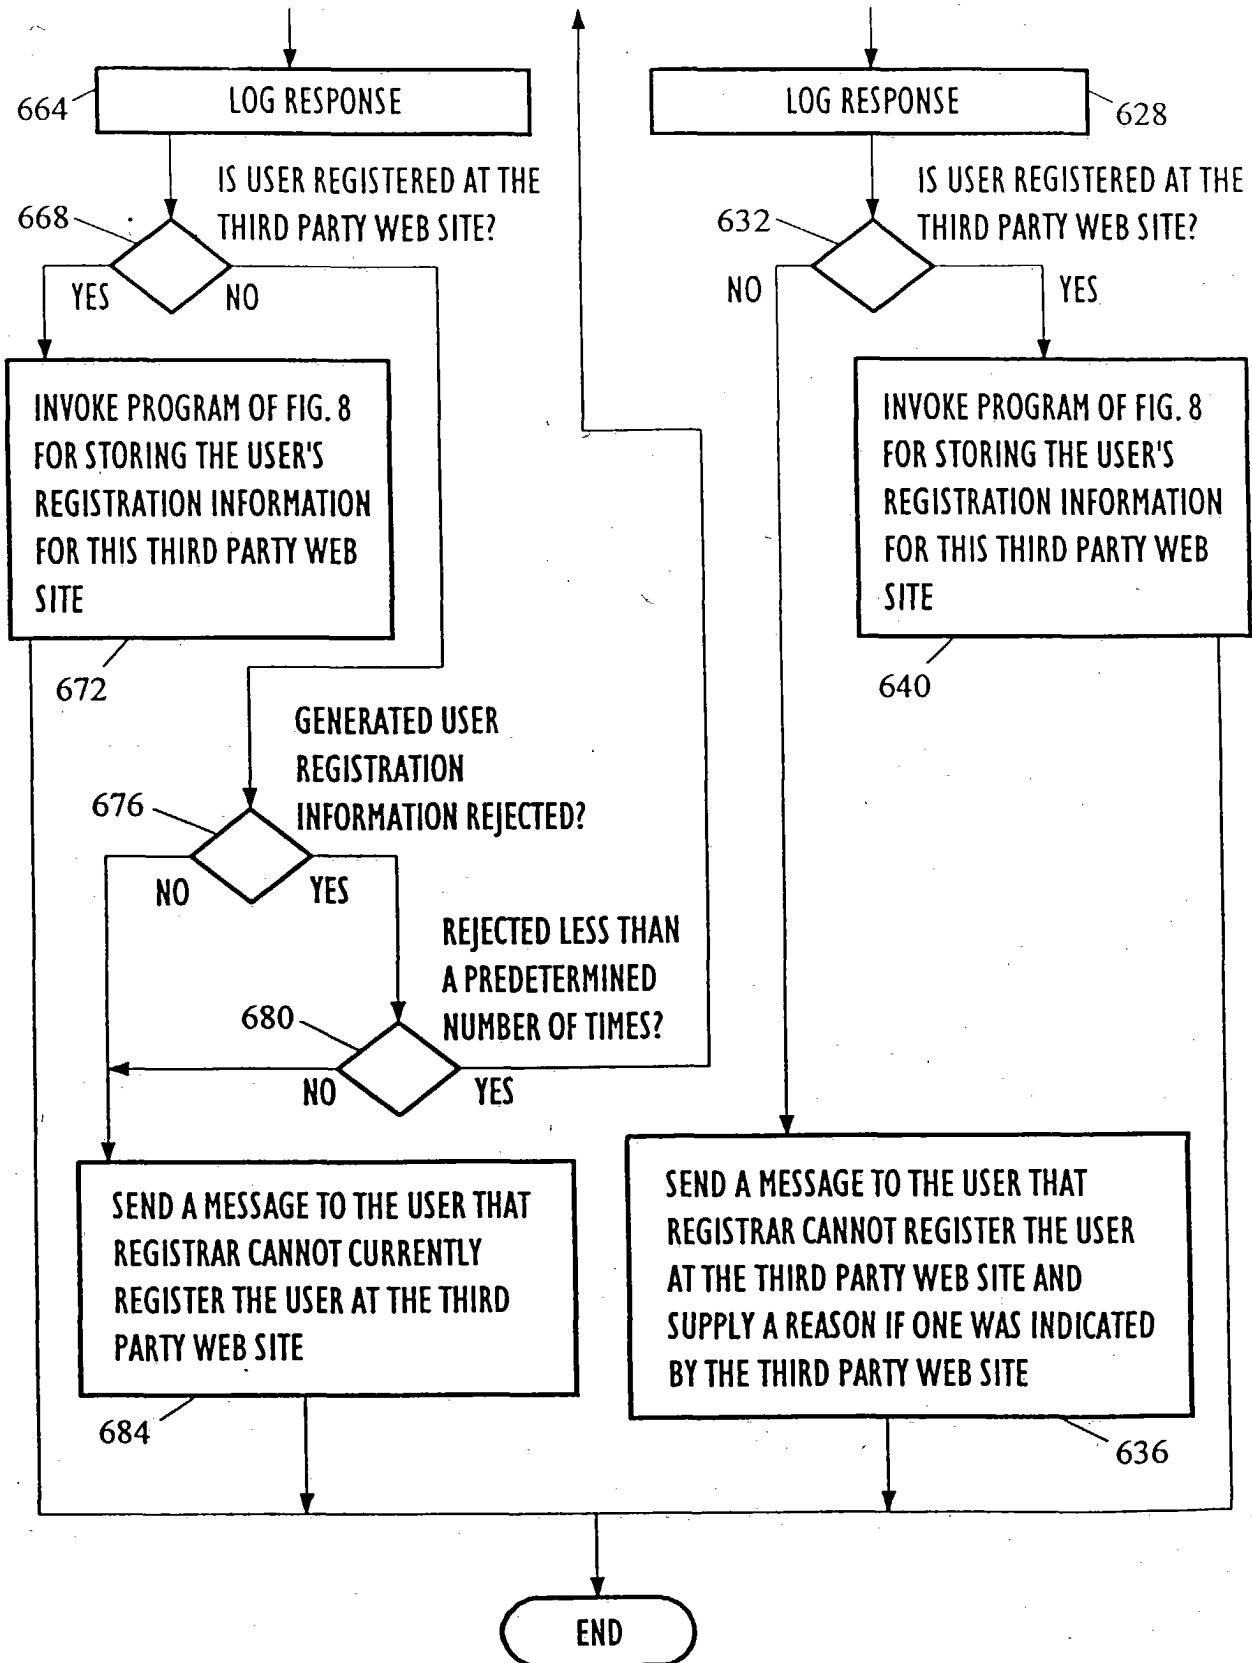 LOG RESPONSE
664
LOG RESPONSE
628
IS USER REGISTERED AT THE
THIRD PARTY WEB SITE?
668
YES
NO
IS USER REGISTERED AT THE
THIRD PARTY WEB SITE?
632
NO
YES
INVOKE PROGRAM OF FIG. 8
FOR STORING THE USER'S
REGISTRATION INFORMATION
FOR THIS THIRD PARTY WEB
SITE
672
INVOKE PROGRAM OF FIG. 8
FOR STORING THE USER'S
REGISTRATION INFORMATION
FOR THIS THIRD PARTY WEB
SITE
640
GENERATED USER
REGISTRATION
INFORMATION REJECTED?
676
NO
YES
REJECTED LESS THAN
A PREDETERMINED
NUMBER OF TIMES?
680
NO
YES
SEND A MESSAGE TO THE USER THAT
REGISTRAR CANNOT CURRENTLY
REGISTER THE USER AT THE THIRD
PARTY WEB SITE
684
SEND A MESSAGE TO THE USER THAT
REGISTRAR CANNOT REGISTER THE USER
AT THE THIRD PARTY WEB SITE AND
SUPPLY A REASON IF ONE WAS INDICATED
BY THE THIRD PARTY WEB SITE
636
END